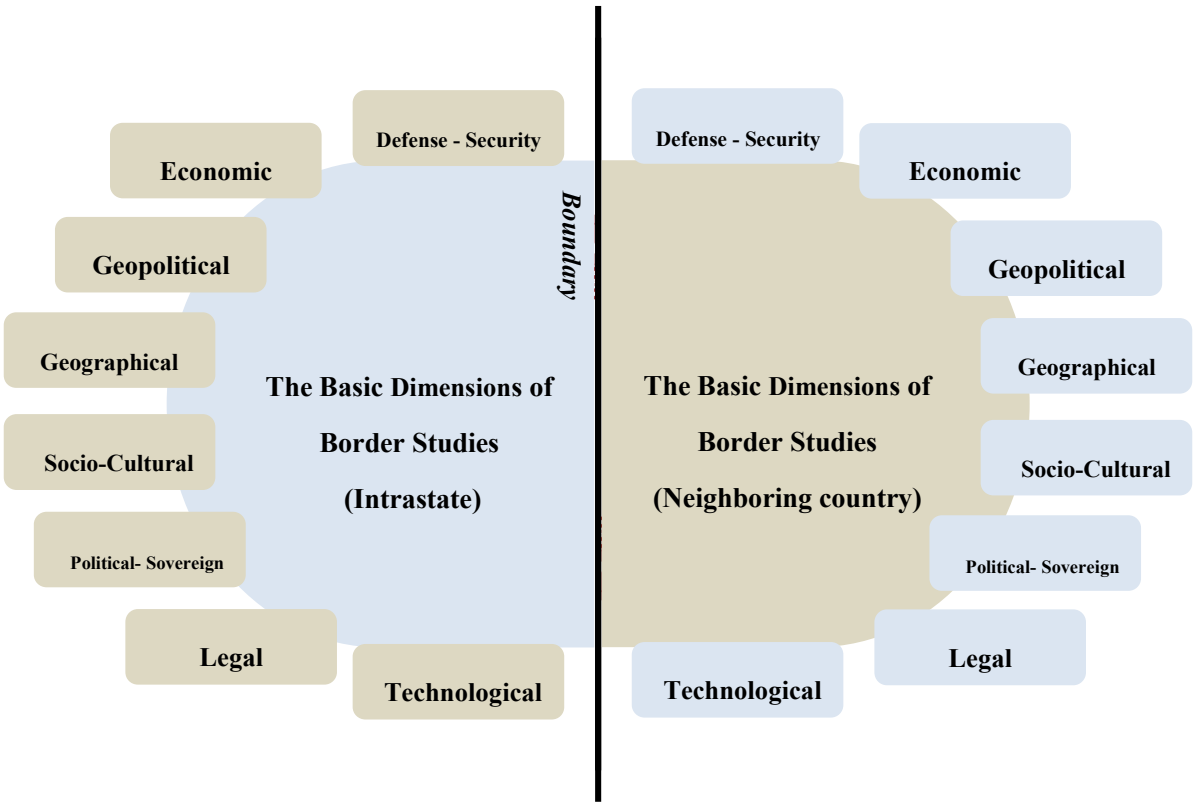 Defense - Security
Economic
Geopolitical
Geographical
Socio-Cultural
Political- Sovereign
Legal
Technological
The Basic Dimensions of
Border Studies
(Intrastate)
Boundary
The Basic Dimensions of
Border Studies
(Neighboring country)
Defense - Security
Economic
Geopolitical
Geographical
Socio-Cultural
Political- Sovereign
Legal
Technological